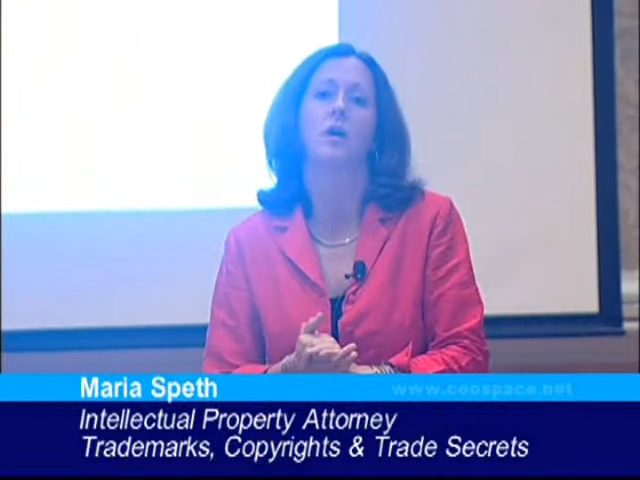 Maria Speth
www.ceospace.net
Intellectual Property Attorney
Trademarks, Copyrights & Trade Secrets